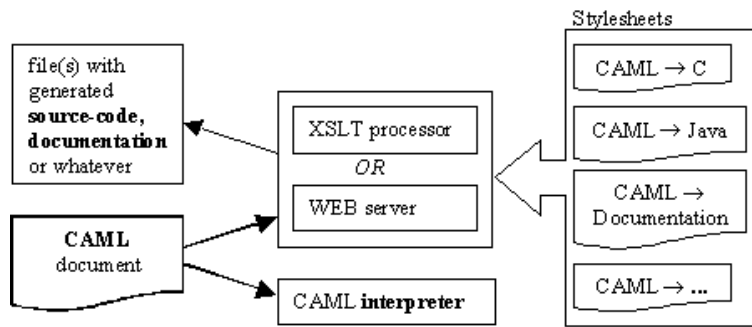 Stylesheets
file(s) with
generated
source-code,
documentation
or whatever
XSLT processor
OR
WEB server
CAML → C
CAML → Java
CAML →
Documentation
CAML → ...
CAML
document
CAML interpreter